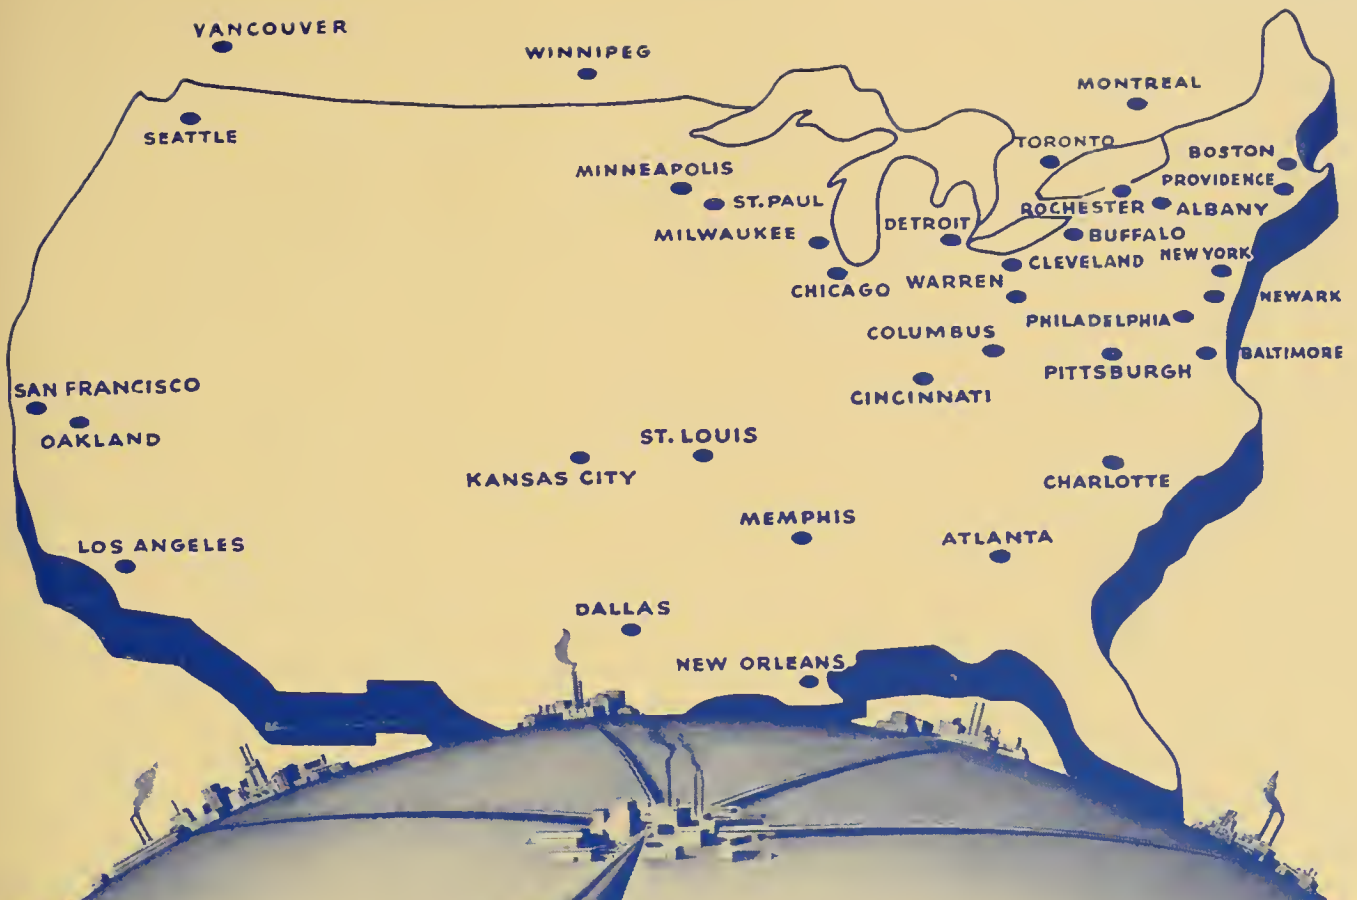 VANCOUVER
WINNIPEG
MONTREAL
SEATTLE
TORONTO
BOSTON
MINNEAPOLIS
PROVIDENCE
ST. PAUL
ROCHESTER
ALBANY
MILWAUKEE
DETROIT
BUFFALO
CLEVELAND
NEW YORK
CHICAGO
WARREN
NEWARK
PHILADELPHIA
COLUMBUS
BALTIMORE
PITTSBURGH
SAN FRANCISCO
CINCINNATI
OAKLAND
ST. LOUIS
KANSAS CITY
CHARLOTTE
MEMPHIS
ATLANTA
LOS ANGELES
DALLAS
NEW ORLEANS